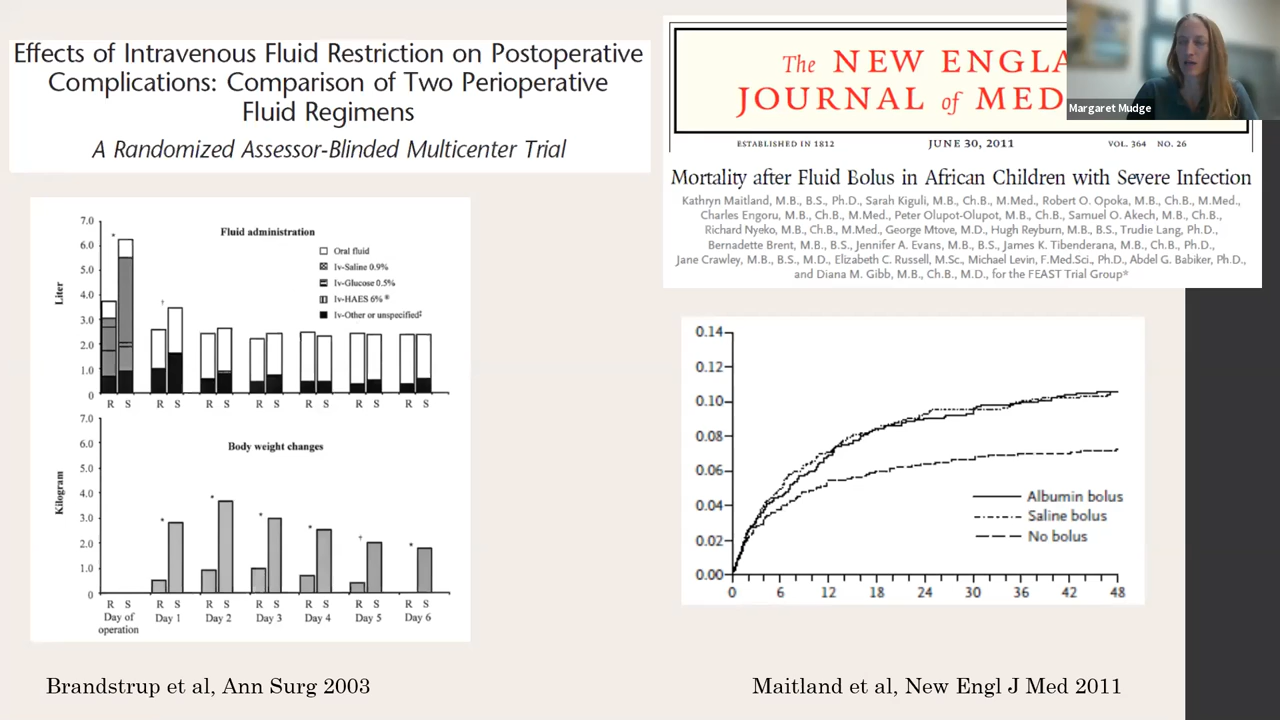 Effects of Intravenous Fluid Restriction on Postoperative
Complications: Comparison of Two Perioperative
Fluid Regimens
A Randomized Assessor-Blinded Multicenter Trial
7.0
6.0
5.0
4.0
3.0
2.0
1.0
0
Liter
Fluid administration
Oral fluid
Iv-Saline 0.9%
Iv-Glucose 0.5%
Iv-HAES 6% ®
Iv-Other or unspecified‡
*
†
R S R S R S R S R S R S R S
7.0
6.0
5.0
4.0
3.0
2.0
1.0
0
Kilogram
Body weight changes
* * * * † *
R S R S R S R S R S R S R S
Day of Day 1 Day 2 Day 3 Day 4 Day 5 Day 6
operation
Brandstrup et al, Ann Surg 2003
The NEW ENGLA
JOURNAL of MED
Margaret Mudge
ESTABLISHED IN 1812 JUNE 30, 2011 VOL. 364 NO. 26
Mortality after Fluid Bolus in African Children with Severe Infection
Kathryn Maitland, M.B., B.S., Ph.D., Sarah Kiguli, M.B., Ch.B., M.Med., Robert O. Opoka, M.B., Ch.B., M.Med.,
Charles Engoru, M.B., Ch.B., M.Med., Peter Olupot-Olupot, M.B., Ch.B., Samuel O. Akech, M.B., Ch.B.,
Richard Nyeko, M.B., Ch.B., M.Med., George Mtove, M.D., Hugh Reyburn, M.B., B.S., Trudie Lang, Ph.D.,
Bernadette Brent, M.B., B.S., Jennifer A. Evans, M.B., B.S., James K. Tibenderana, M.B., Ch.B., Ph.D.,
Jane Crawley, M.B., B.S., M.D., Elizabeth C. Russell, M.Sc., Michael Levin, F.Med.Sci., Ph.D., Abdel G. Babiker, Ph.D.,
and Diana M. Gibb, M.B., Ch.B., M.D., for the FEAST Trial Group*
0.14
0.12
0.10
0.08
0.06
0.04
0.02
0.00
Albumin bolus
Saline bolus
No bolus
0 6 12 18 24 30 36 42 48
Maitland et al, New Engl J Med 2011